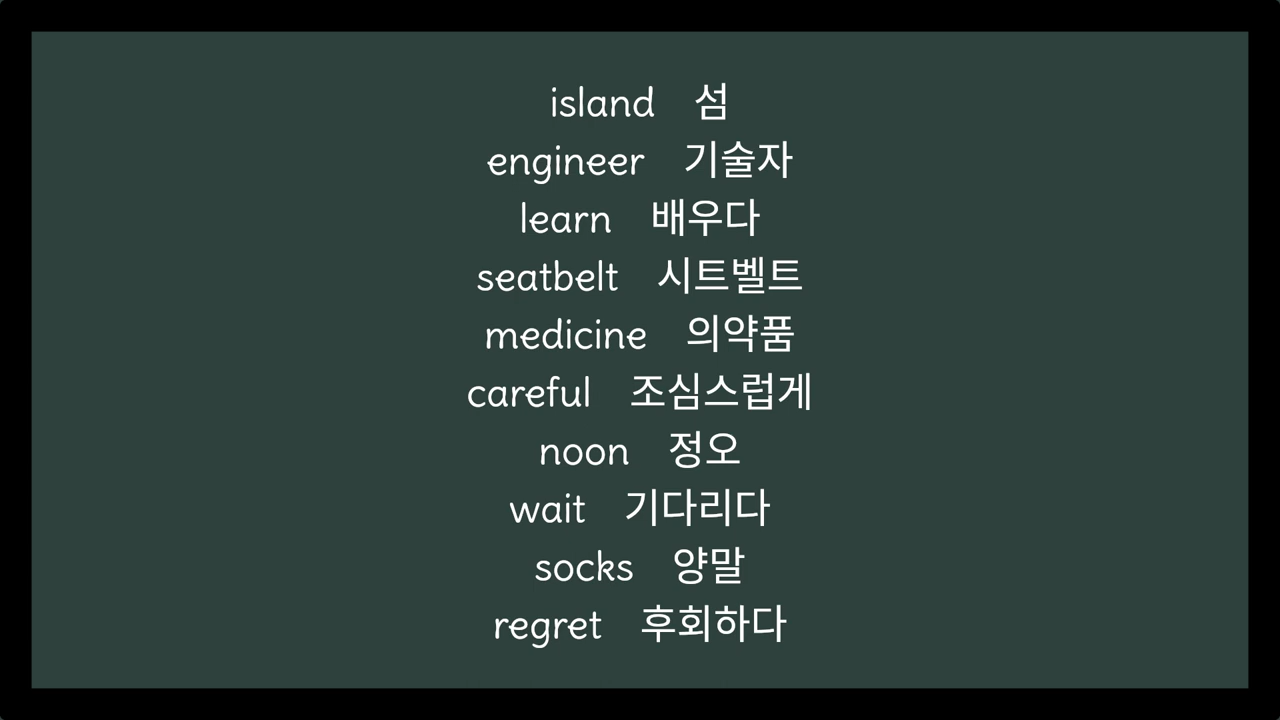 island 섬
engineer 기술자
learn 배우다
seatbelt 시트벨트
medicine 의약품
careful 조심스럽게
noon 정오
wait 기다리다
socks 양말
regret 후회하다